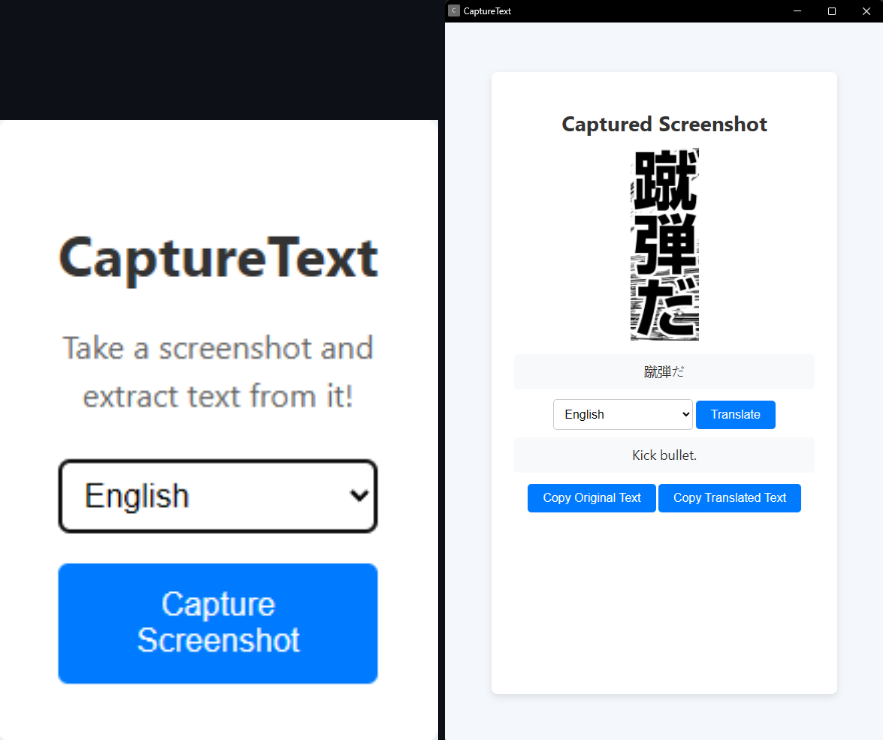 CaptureText
Take a screenshot and
extract text from it!
English
Capture
Screenshot
C CaptureText
Captured Screenshot
蹴弾だ
蹴弾だ
English
Translate
Kick bullet.
Copy Original Text
Copy Translated Text